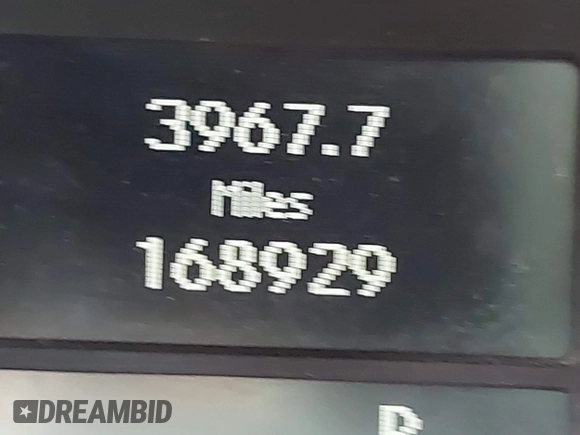 3967.7
Miles
168929
P
DREAMBID